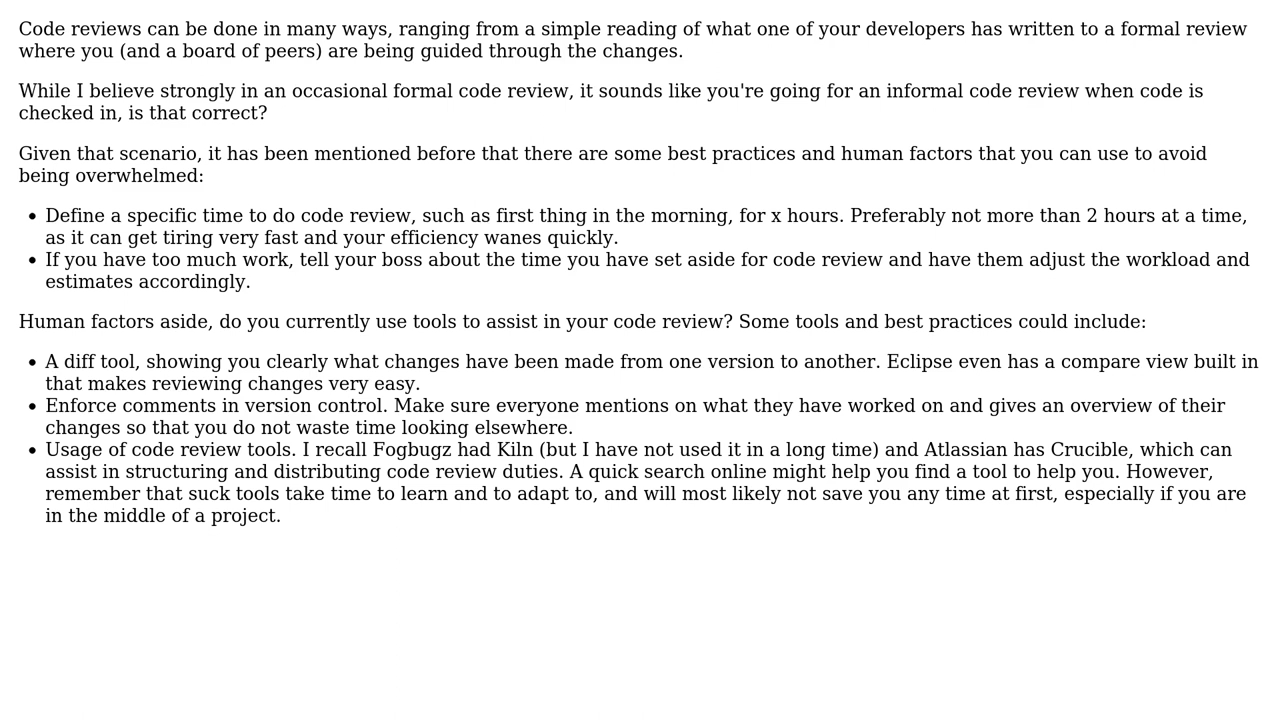 Code reviews can be done in many ways, ranging from a simple reading of what one of your developers has written to a formal review
where you (and a board of peers) are being guided through the changes.
While I believe strongly in an occasional formal code review, it sounds like you're going for an informal code review when code is
checked in, is that correct?
Given that scenario, it has been mentioned before that there are some best practices and human factors that you can use to avoid
being overwhelmed:
• Define a specific time to do code review, such as first thing in the morning, for x hours. Preferably not more than 2 hours at a time,
as it can get tiring very fast and your efficiency wanes quickly.
• If you have too much work, tell your boss about the time you have set aside for code review and have them adjust the workload and
estimates accordingly.
Human factors aside, do you currently use tools to assist in your code review? Some tools and best practices could include:
• A diff tool, showing you clearly what changes have been made from one version to another. Eclipse even has a compare view built in
that makes reviewing changes very easy.
• Enforce comments in version control. Make sure everyone mentions on what they have worked on and gives an overview of their
changes so that you do not waste time looking elsewhere.
• Usage of code review tools. I recall Fogbugz had Kiln (but I have not used it in a long time) and Atlassian has Crucible, which can
assist in structuring and distributing code review duties. A quick search online might help you find a tool to help you. However,
remember that suck tools take time to learn and to adapt to, and will most likely not save you any time at first, especially if you are
in the middle of a project.